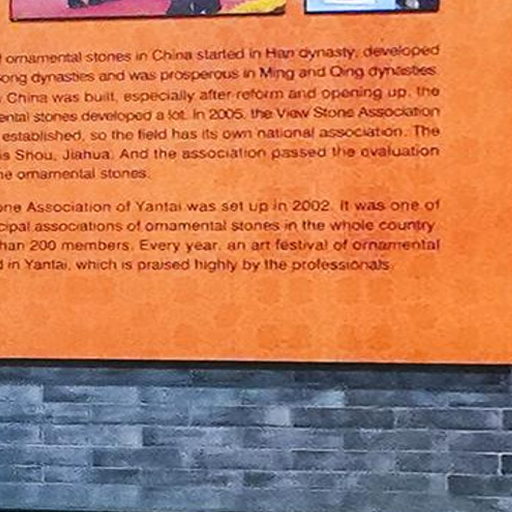 ornamental stones in China started in Han dynasty, developed
ong dynasties and was prosperous in Ming and Qing dynasties.
China was built, especially after reform and opening up, the
ental stones developed a lot. In 2005, the View Stone Association
established, so the field has its own national association. The
is Shou, Jiahua. And the association passed the evaluation
he ornamental stones.
one Association of Yantai was set up in 2002. It was one of
cipal associations of ornamental stones in the whole country
han 200 members. Every year, an art festival of ornamental
d in Yantai, which is praised highly by the professionals.